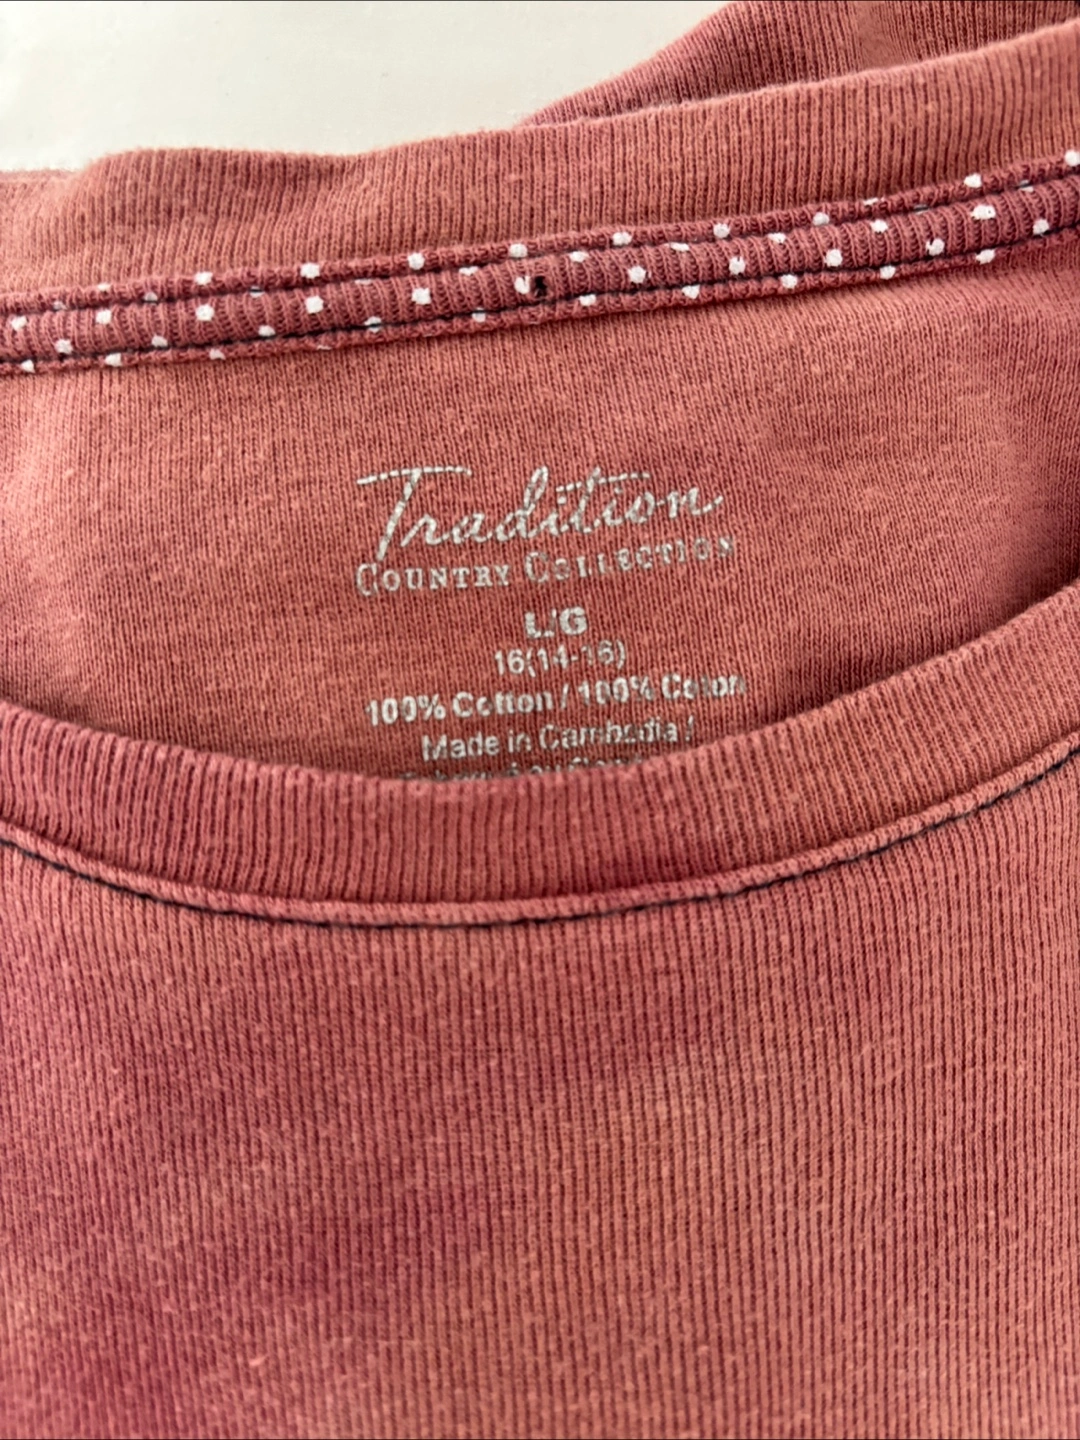 Tradition
COUNTRY COLLECTION
L/G
16(14-16)
100% Cotton / 100% Coton
Made in Cambodia /